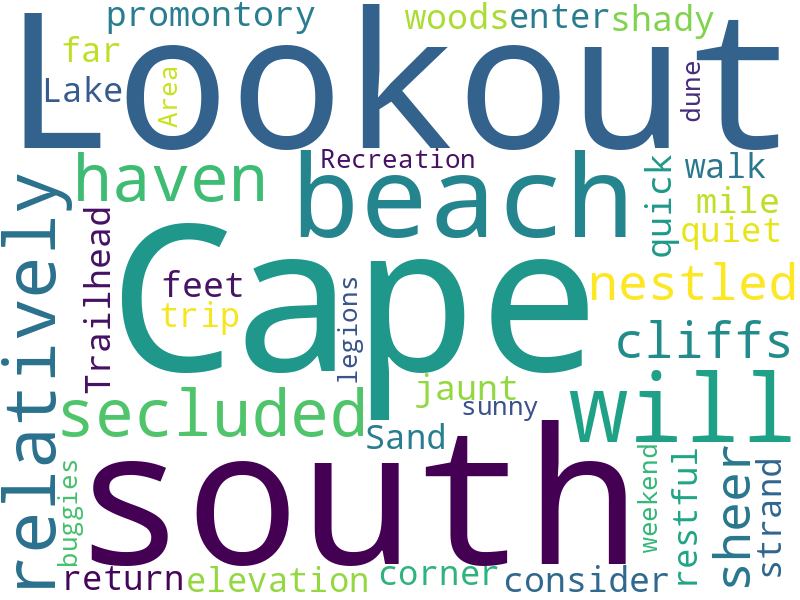 promontory
woods
enter
shady
Lookout
far
Lake
Area
dune
haven
Recreation
beach
quick
walk
mile
quiet
relatively
Trailhead
Cape
feet
trip
legions
nestled
cliffs
jaunt
sunny
will
secluded
Sand
south
buggies
weekend
restful
sheer
strand
return
elevation
corner
consider